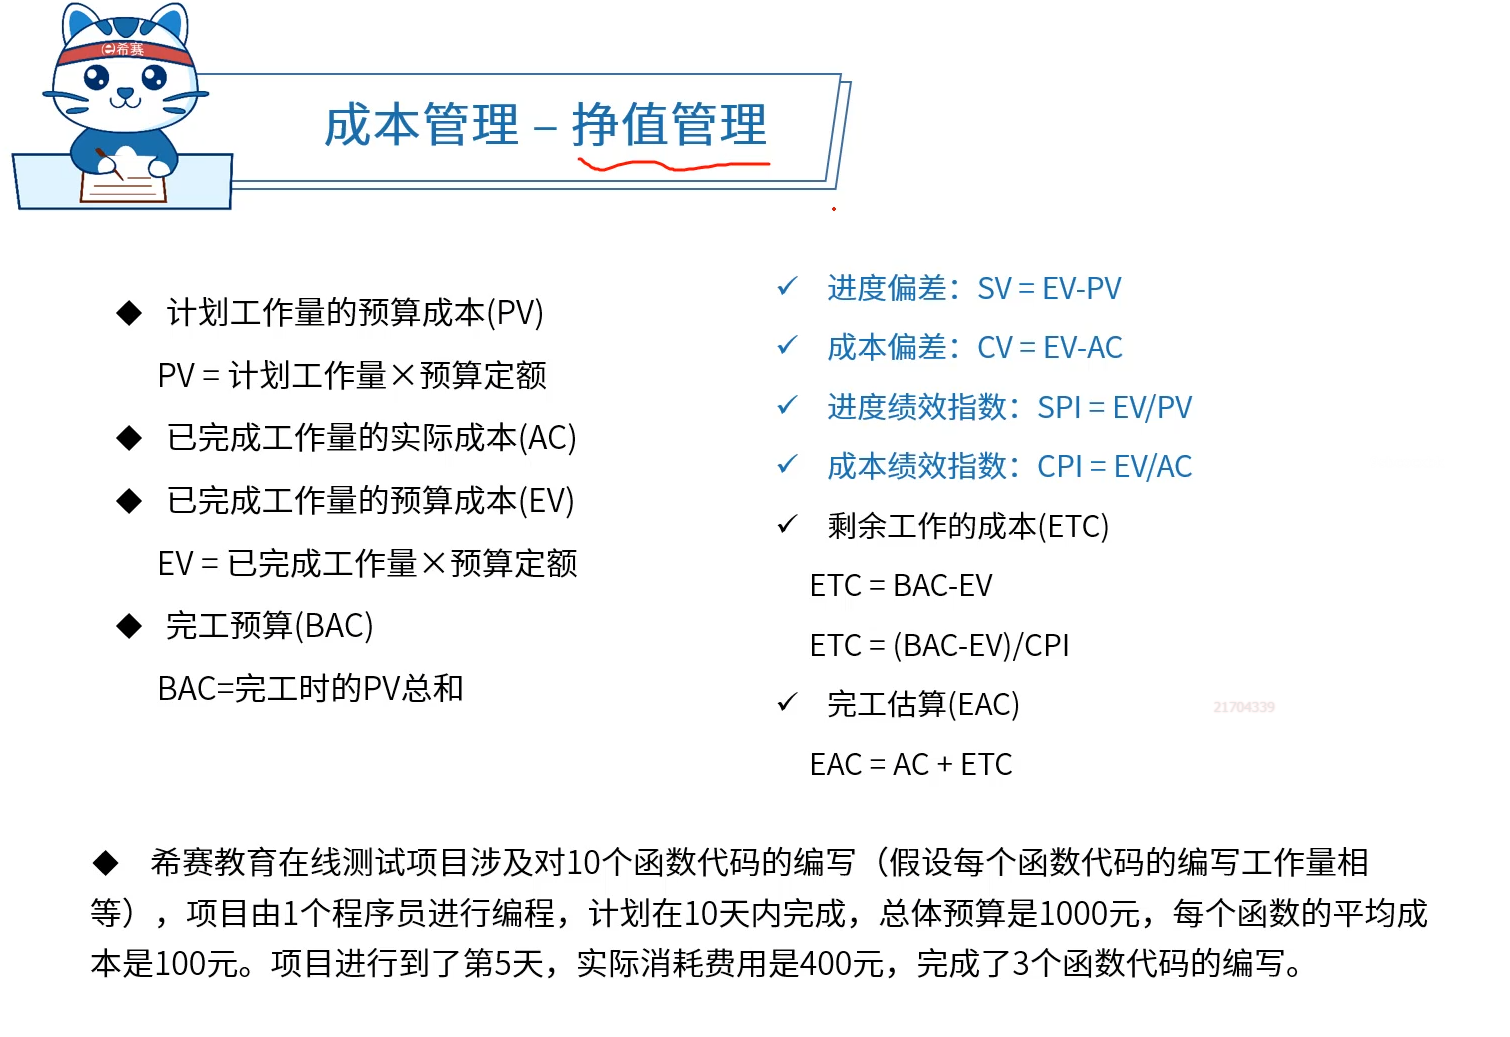 e希赛
成本管理 – 挣值管理
◆ 计划工作量的预算成本(PV)
PV = 计划工作量×预算定额
◆ 已完成工作量的实际成本(AC)
◆ 已完成工作量的预算成本(EV)
EV = 已完成工作量×预算定额
◆ 完工预算(BAC)
BAC=完工时的PV总和
✓ 进度偏差：SV = EV-PV
✓ 成本偏差：CV = EV-AC
✓ 进度绩效指数：SPI = EV/PV
✓ 成本绩效指数：CPI = EV/AC
✓ 剩余工作的成本(ETC)
ETC = BAC-EV
ETC = (BAC-EV)/CPI
✓ 完工估算(EAC)
EAC = AC + ETC
21704339
◆ 希赛教育在线测试项目涉及对10个函数代码的编写（假设每个函数代码的编写工作量相
等），项目由1个程序员进行编程，计划在10天内完成，总体预算是1000元，每个函数的平均成
本是100元。项目进行到了第5天，实际消耗费用是400元，完成了3个函数代码的编写。